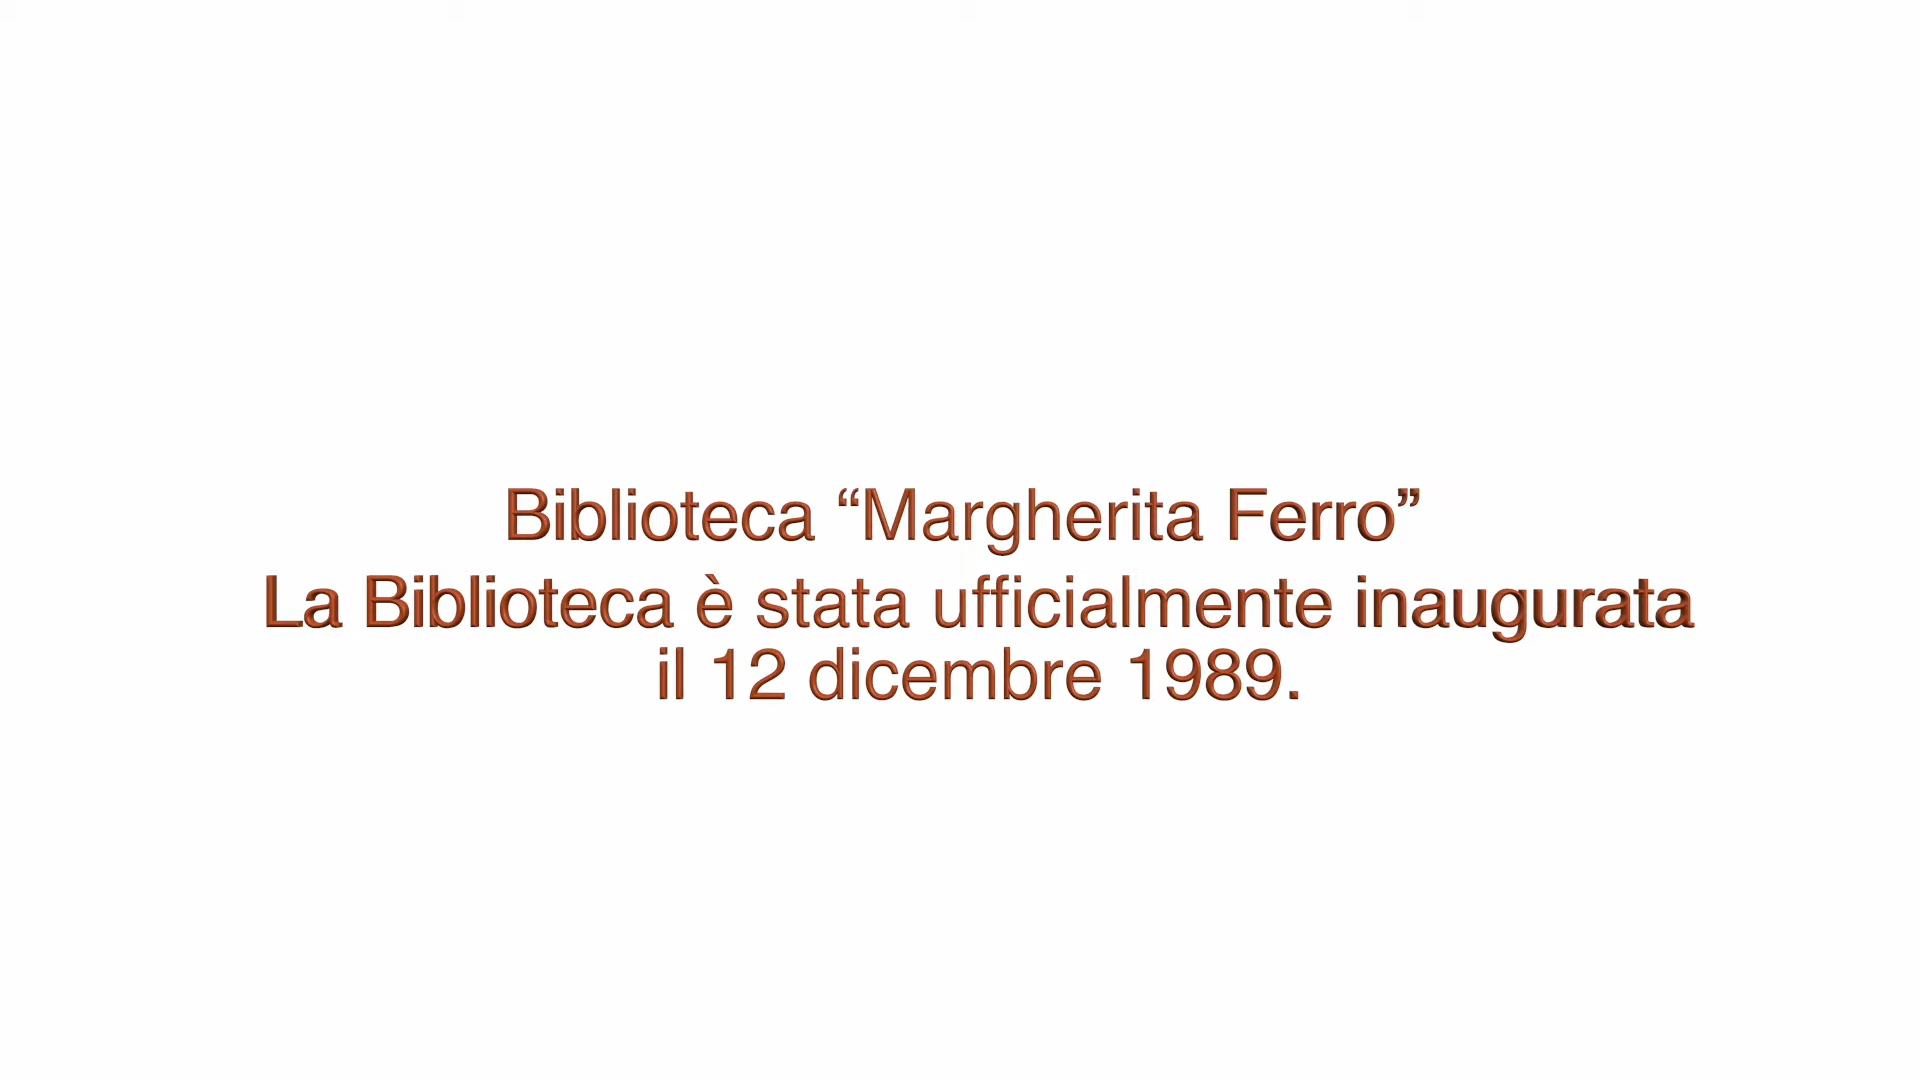 Biblioteca “Margherita Ferro”
La Biblioteca è stata ufficialmente inaugurata
il 12 dicembre 1989.